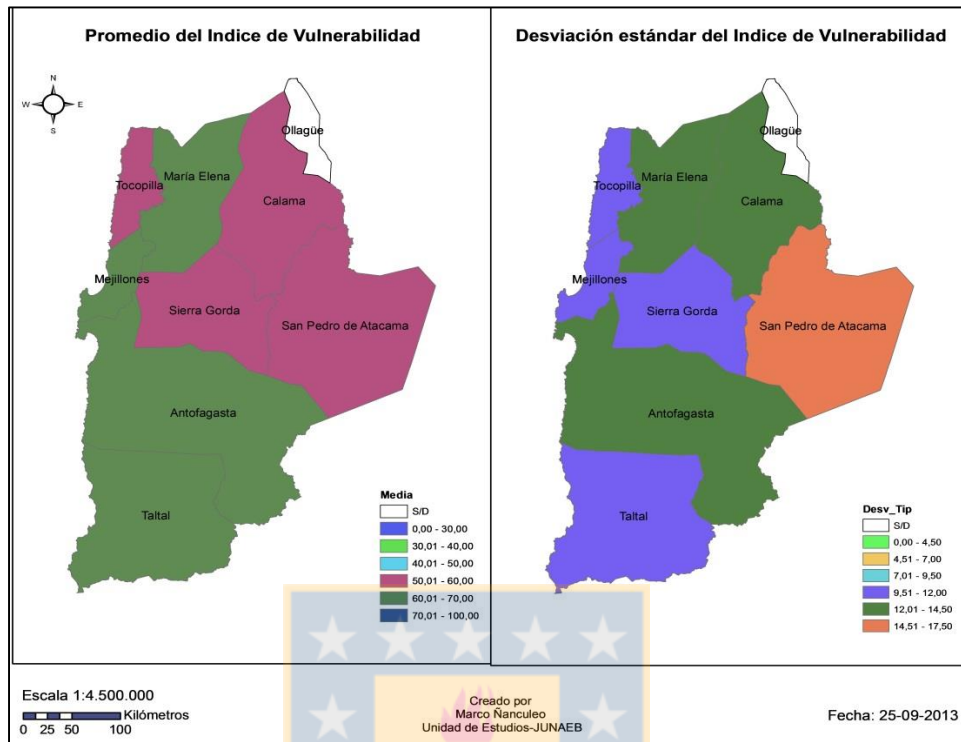 Promedio del Indice de Vulnerabilidad
N
W
E
S
Ollagüe
Tocopilla
María Elena
Calama
Mejillones
Sierra Gorda
San Pedro de Atacama
Antofagasta
Taltal
Media
S/D
0,00 - 30,00
30,01 - 40,00
40,01 - 50,00
50,01 - 60,00
60,01 - 70,00
70,01 - 100,00
Desviación estándar del Indice de Vulnerabilidad
Ollagüe
Tocopilla
María Elena
Calama
Mejillones
Sierra Gorda
San Pedro de Atacama
Antofagasta
Taltal
Desv_Tip
S/D
0,00 - 4,50
4,51 - 7,00
7,01 - 9,50
9,51 - 12,00
12,01 - 14,50
14,51 - 17,50
Escala 1:4.500.000
Kilómetros
0 25 50 100
Creado por
Marco Ñanculeo
Unidad de Estudios-JUNAEB
Fecha: 25-09-2013